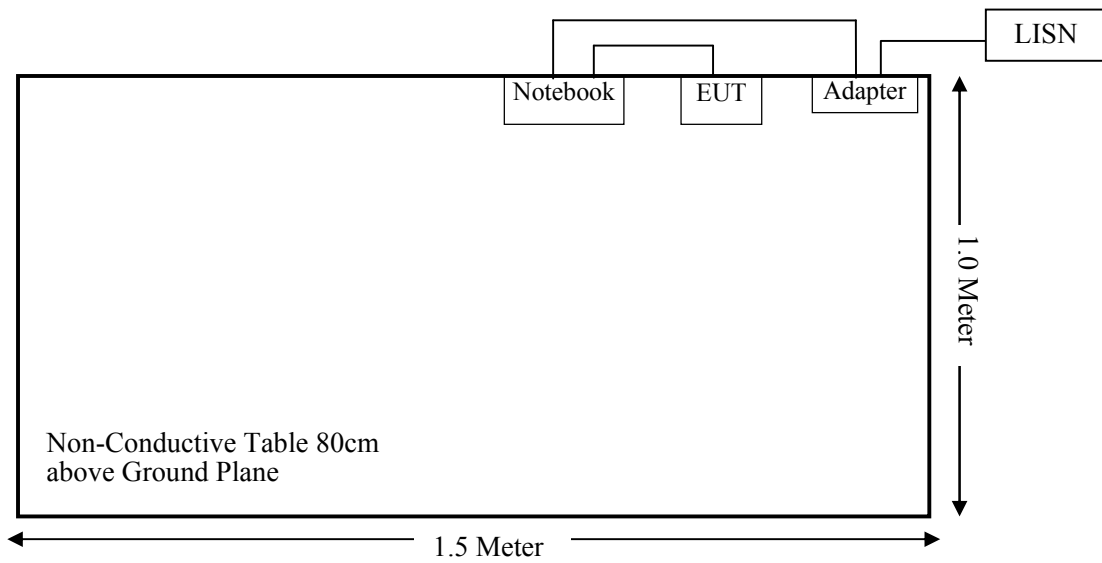 LISN
Notebook
EUT
Adapter
1.0 Meter
Non-Conductive Table 80cm
above Ground Plane
1.5 Meter